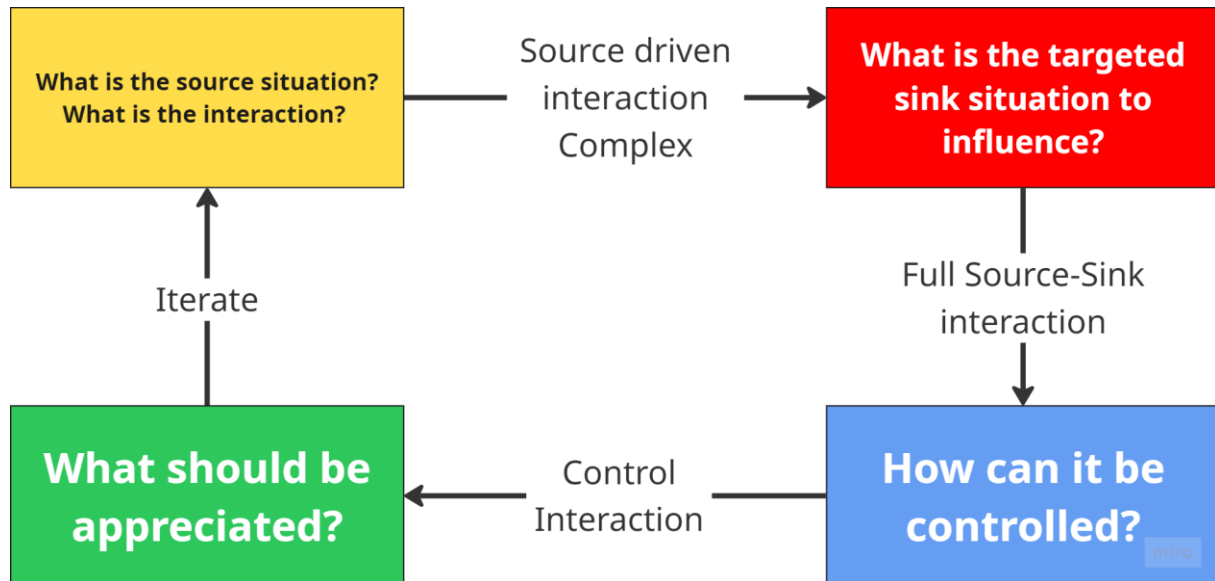 What is the source situation?
What is the interaction?
Source driven
interaction
Complex
What is the targeted
sink situation to
influence?
Full Source-Sink
interaction
How can it be
controlled?
Control
Interaction
What should be
appreciated?
Iterate
miro